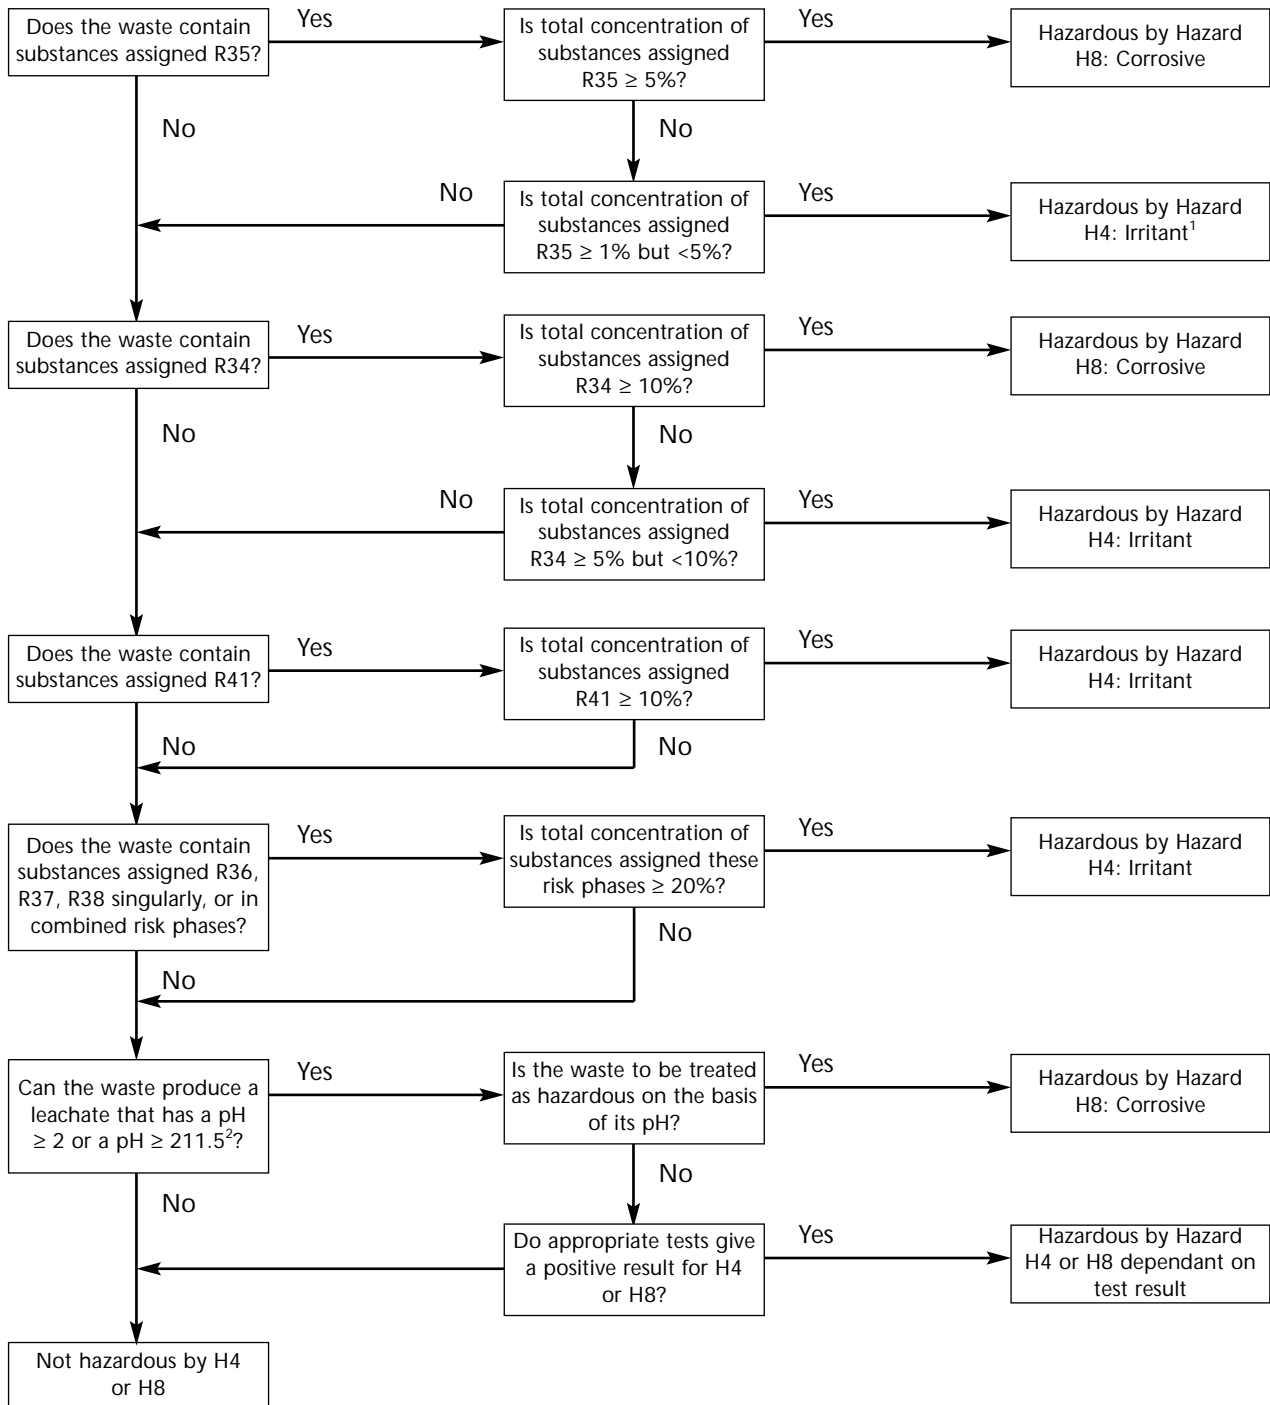 Does the waste contain
substances assigned R35?
Yes
Is total concentration of
substances assigned
R35 ≥ 5%?
Yes
Hazardous by Hazard
H8: Corrosive
No
No
Is total concentration of
substances assigned
R35 ≥ 1% but <5%?
No
Yes
Hazardous by Hazard
H4: Irritant¹
Does the waste contain
substances assigned R34?
Yes
Is total concentration of
substances assigned
R34 ≥ 10%?
Yes
Hazardous by Hazard
H8: Corrosive
No
No
Is total concentration of
substances assigned
R34 ≥ 5% but <10%?
No
Yes
Hazardous by Hazard
H4: Irritant
Does the waste contain
substances assigned R41?
Yes
Is total concentration of
substances assigned
R41 ≥ 10%?
Yes
Hazardous by Hazard
H4: Irritant
No
No
Does the waste contain
substances assigned R36,
R37, R38 singularly, or in
combined risk phases?
Yes
Is total concentration of
substances assigned these
risk phases ≥ 20%?
Yes
Hazardous by Hazard
H4: Irritant
No
No
Can the waste produce a
leachate that has a pH
≥ 2 or a pH ≥ 211.5²?
Yes
Is the waste to be treated
as hazardous on the basis
of its pH?
Yes
Hazardous by Hazard
H8: Corrosive
No
No
Do appropriate tests give
a positive result for H4
or H8?
Yes
Hazardous by Hazard
H4 or H8 dependant on
test result
Not hazardous by H4
or H8